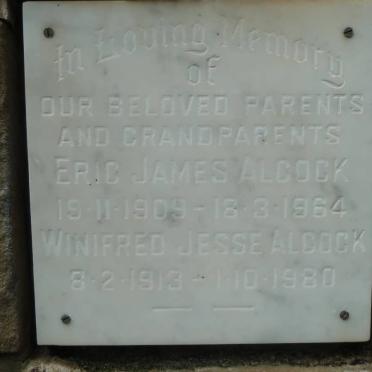 In Loving Memory
of
OUR BELOVED PARENTS
AND GRANDPARENTS
ERIC JAMES ALCOCK
15·11·1909 – 18·3·1964
WINIFRED JESSE ALCOCK
8·2·1913 – 1·10·1980